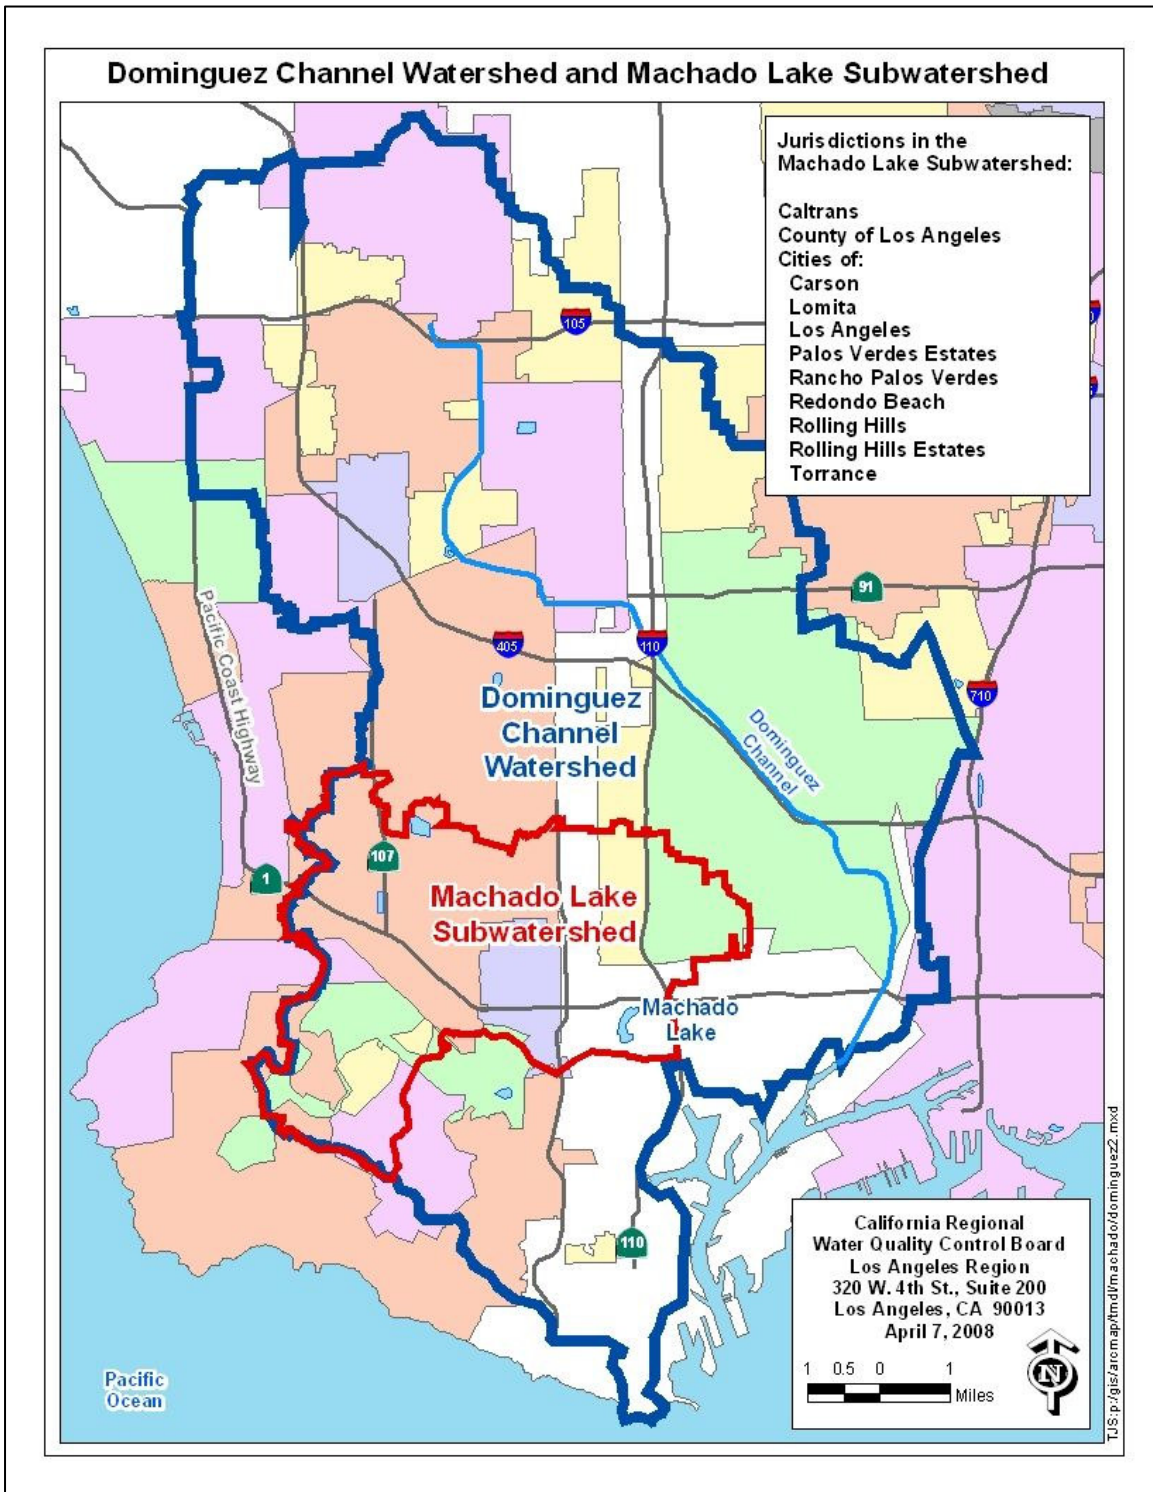 Dominguez Channel Watershed and Machado Lake Subwatershed
Jurisdictions in the
Machado Lake Subwatershed:
Caltrans
County of Los Angeles
Cities of:
Carson
Lomita
Los Angeles
Palos Verdes Estates
Rancho Palos Verdes
Redondo Beach
Rolling Hills
Rolling Hills Estates
Torrance
105
91
Pacific Coast Highway
405
110
710
Dominguez
Channel
Watershed
Dominguez
Channel
107
1
Machado Lake
Subwatershed
Machado
Lake
110
Pacific
Ocean
California Regional
Water Quality Control Board
Los Angeles Region
320 W. 4th St., Suite 200
Los Angeles, CA 90013
April 7, 2008
1 0.5 0 1
Miles
N
TJS:p:/gis/arcmap/tmdl/machado/dominguez2.mxd